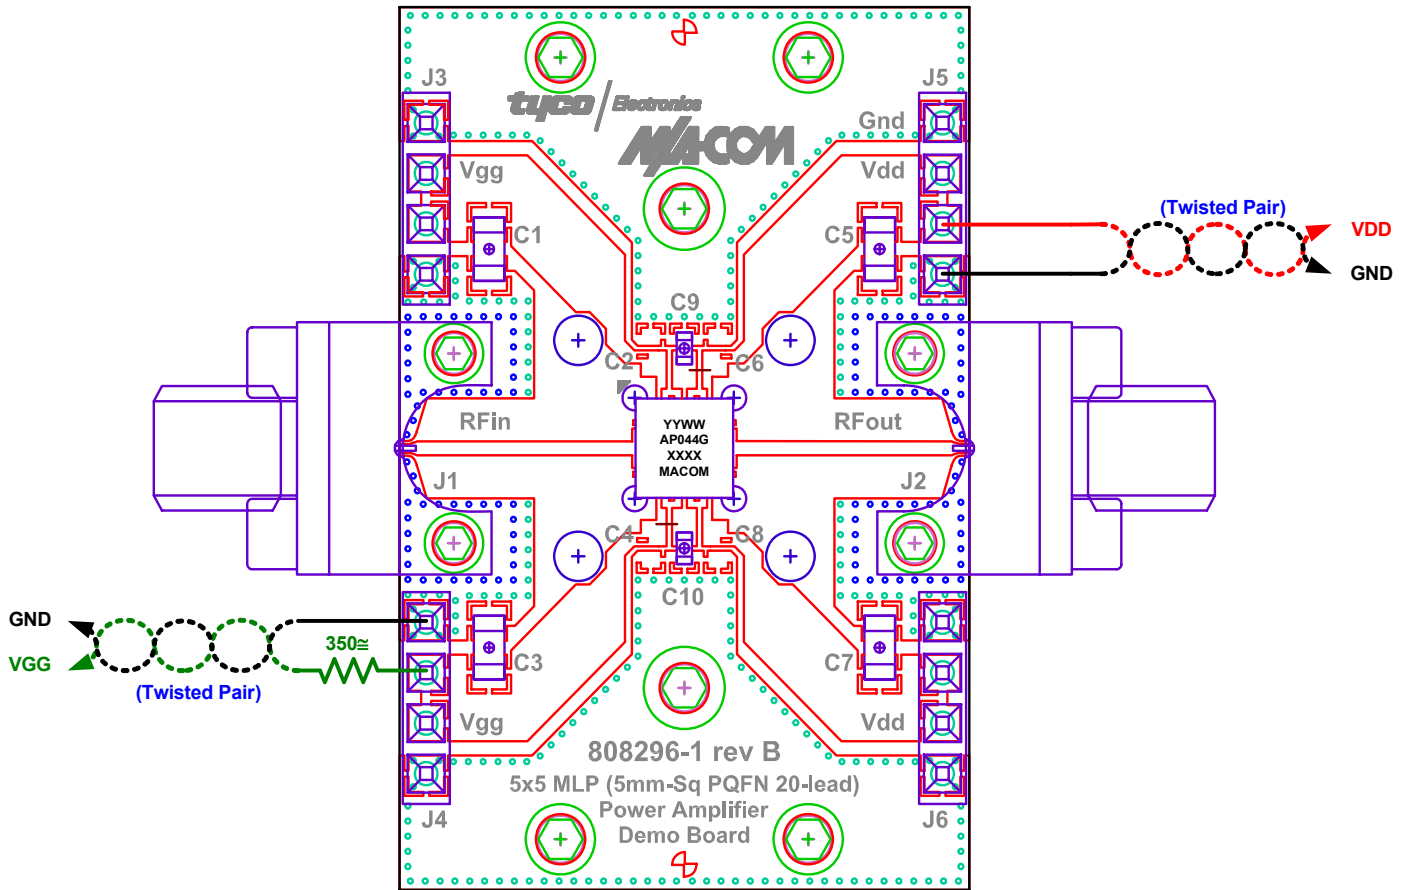 J3
J5
tyco Electronics
Gnd
M/A-COM
Vgg
Vdd
(Twisted Pair)
C1
C5
VDD
GND
C9
C2
C6
RFin
RFout
YYWW
AP044G
XXXX
MACOM
J1
J2
C4
C8
C10
GND
350≅
VGG
C3
C7
(Twisted Pair)
Vgg
Vdd
808296-1 rev B
5x5 MLP (5mm-Sq PQFN 20-lead)
Power Amplifier
Demo Board
J4
J6